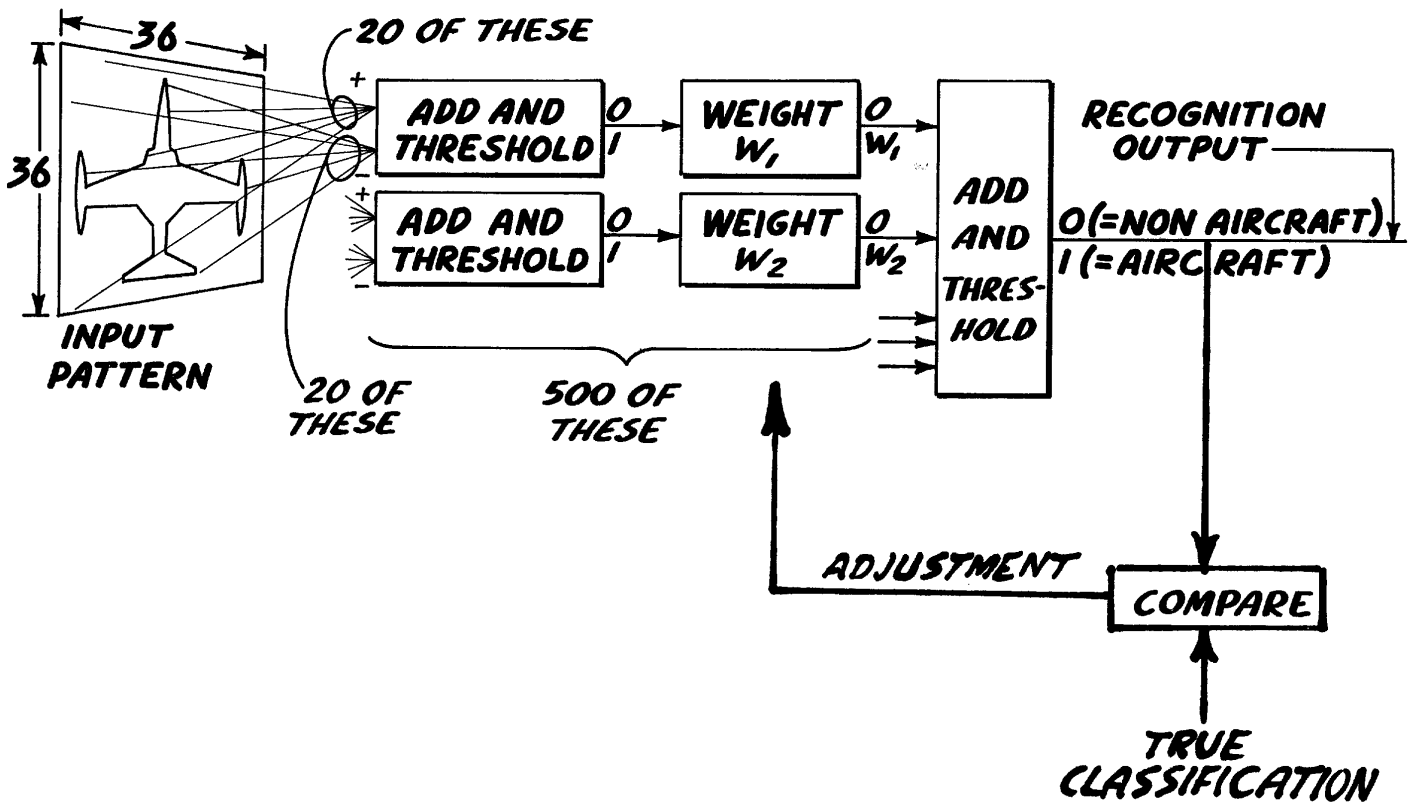 36
20 OF THESE
36
+
ADD AND
THRESHOLD
-
0
1
WEIGHT
W1
0
W1
+
ADD AND
THRESHOLD
-
0
1
WEIGHT
W2
0
W2
ADD
AND
THRES-
HOLD
RECOGNITION
OUTPUT
0 (=NON AIRCRAFT)
1 (=AIRCRAFT)
INPUT
PATTERN
20 OF
THESE
500 OF
THESE
ADJUSTMENT
COMPARE
TRUE
CLASSIFICATION